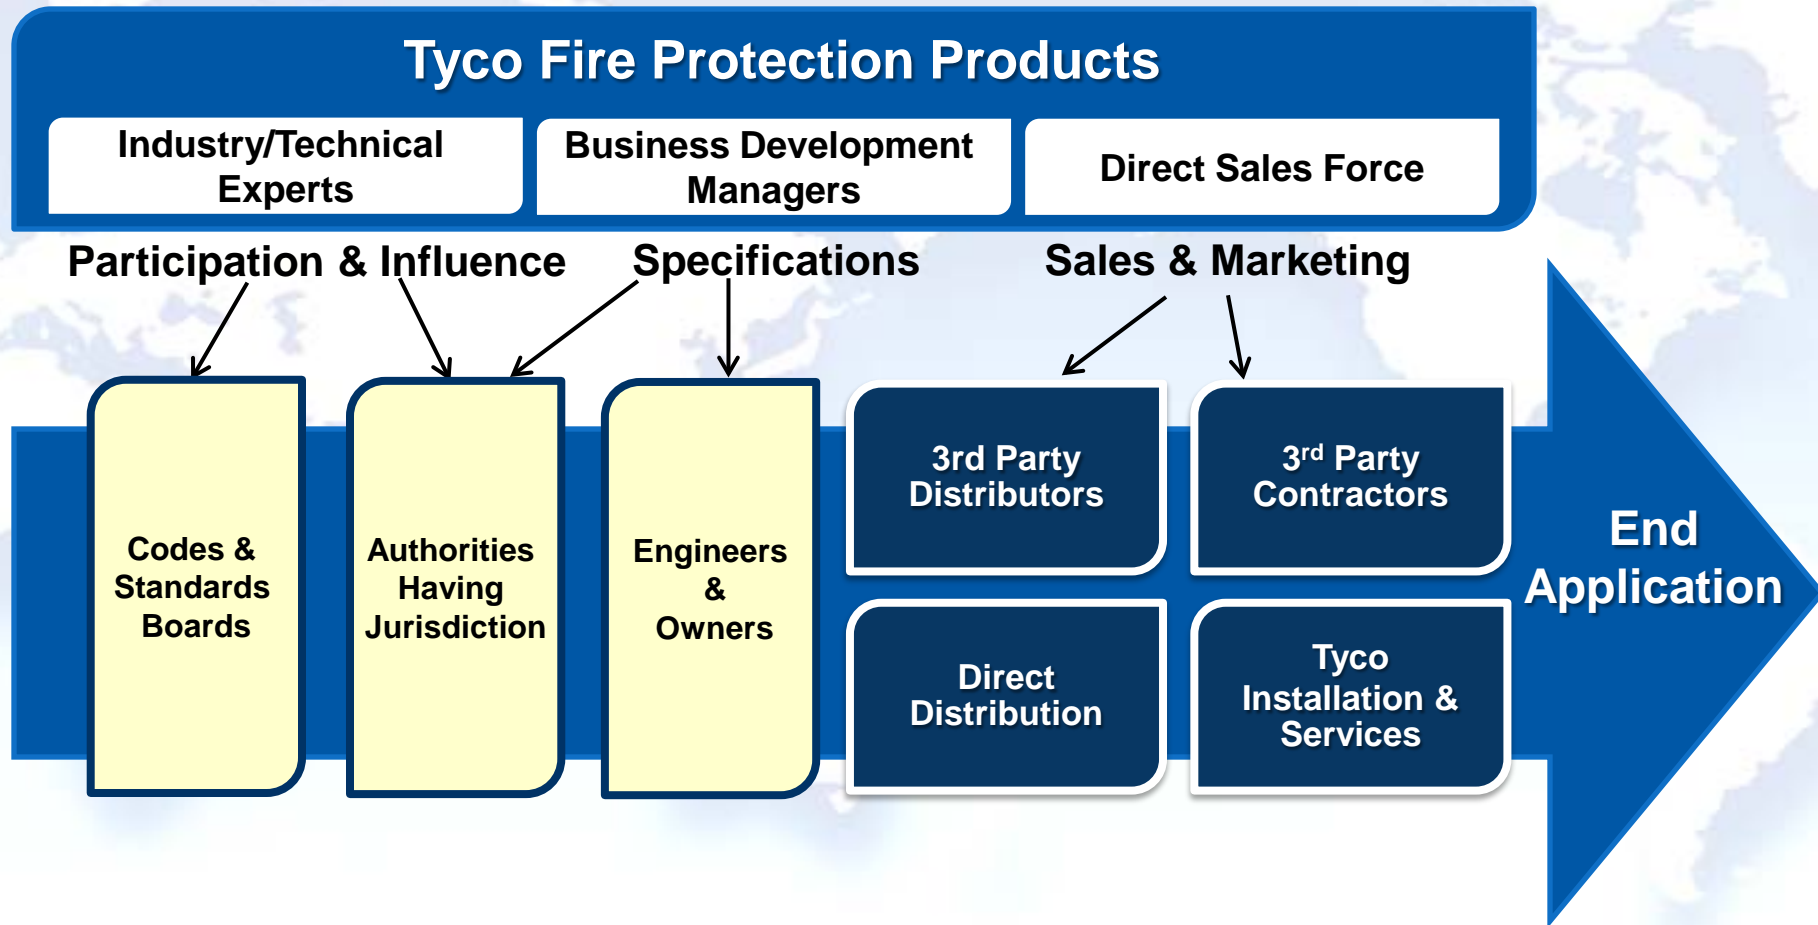 Tyco Fire Protection Products
Industry/Technical
Experts
Business Development
Managers
Direct Sales Force
Participation & Influence
Specifications
Sales & Marketing
Codes &
Standards
Boards
Authorities
Having
Jurisdiction
Engineers
&
Owners
3rd Party
Distributors
3rd Party
Contractors
Direct
Distribution
Tyco
Installation &
Services
End
Application